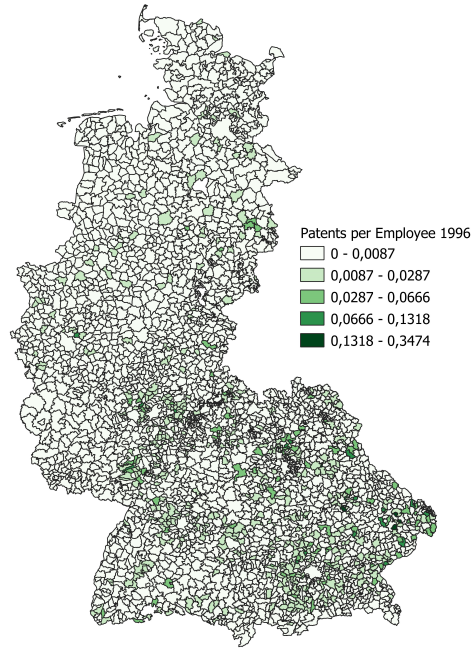 Patents per Employee 1996
0 - 0,0087
0,0087 - 0,0287
0,0287 - 0,0666
0,0666 - 0,1318
0,1318 - 0,3474